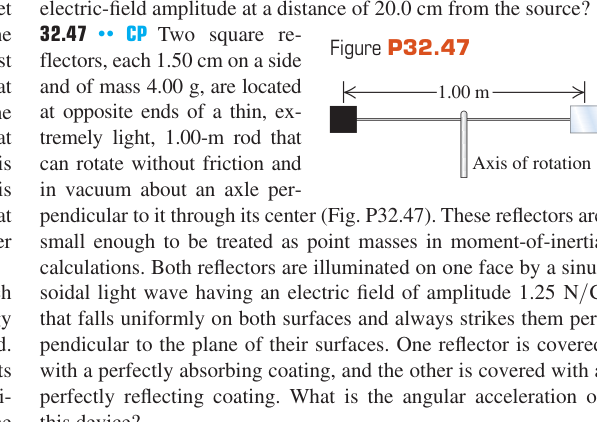 electric-field amplitude at a distance of 20.0 cm from the source?
32.47 •• CP Two square re-
flectors, each 1.50 cm on a side
and of mass 4.00 g, are located
at opposite ends of a thin, ex-
tremely light, 1.00-m rod that
can rotate without friction and
in vacuum about an axle per-
pendicular to it through its center (Fig. P32.47). These reflectors are
small enough to be treated as point masses in moment-of-inertia
calculations. Both reflectors are illuminated on one face by a sinu-
soidal light wave having an electric field of amplitude 1.25 N/C
that falls uniformly on both surfaces and always strikes them per-
pendicular to the plane of their surfaces. One reflector is covered
with a perfectly absorbing coating, and the other is covered with a
perfectly reflecting coating. What is the angular acceleration of
this device?
Figure P32.47
1.00 m
Axis of rotation